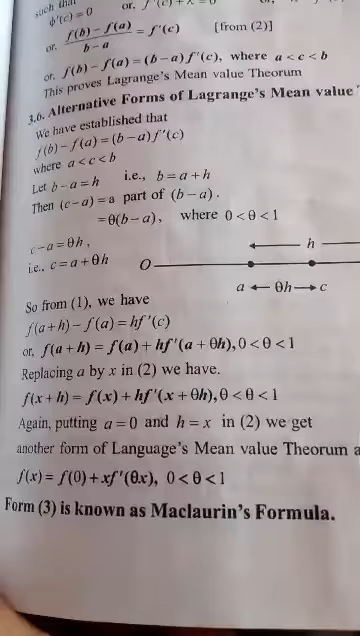 such that
φ'(c) = 0
or, f'(c) + x = 0
or, f(b) − f(a) / b − a = f'(c) [from (2)]
or, f(b) − f(a) = (b − a) f'(c), where a < c < b
This proves Lagrange's Mean value Theorum
3.6. Alternative Forms of Lagrange's Mean value
We have established that
f(b) − f(a) = (b − a) f'(c)
where a < c < b
Let b − a = h i.e., b = a + h
Then (c − a) = a part of (b − a).
= θ(b − a), where 0 < θ < 1
c − a = θh,
i.e., c = a + θh
h
O
a ← θh → c
So from (1), we have
f(a + h) − f(a) = hf'(c)
or, f(a + h) = f(a) + hf'(a + θh), 0 < θ < 1
Replacing a by x in (2) we have.
f(x + h) = f(x) + hf'(x + θh), 0 < θ < 1
Again, putting a = 0 and h = x in (2) we get
another form of Language's Mean value Theorum a
f(x) = f(0) + xf'(θx), 0 < θ < 1
Form (3) is known as Maclaurin's Formula.